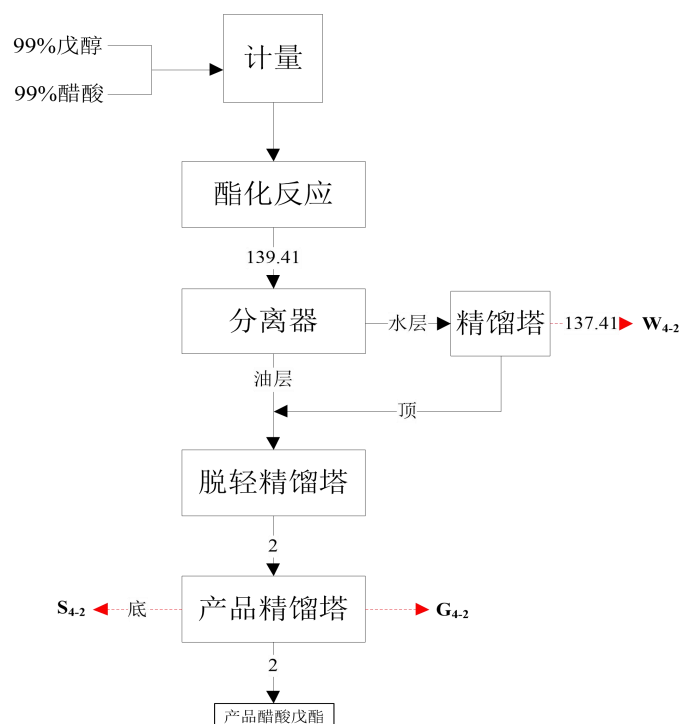 99%戊醇
99%醋酸
计量
酯化反应
139.41
分离器
水层
精馏塔
137.41
W4-2
油层
顶
脱轻精馏塔
2
S4-2
底
产品精馏塔
G4-2
2
产品醋酸戊酯